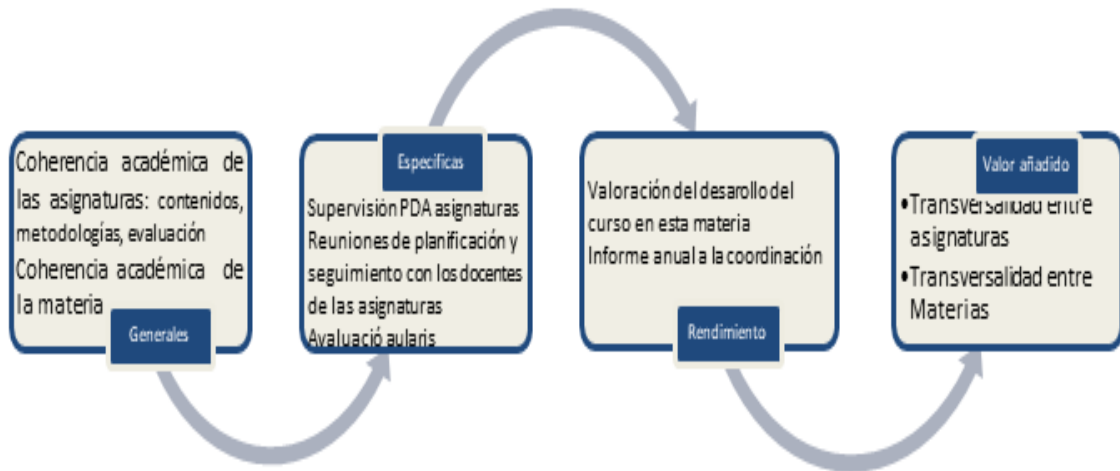 Coherencia académica de
las asignaturas: contenidos,
metodologías, evaluación
Coherencia académica de
la materia
Generales
Especificas
Supervisión PDA asignaturas
Reuniones de planificación y
seguimiento con los docentes
de las asignaturas
Avaluació aularis
Valoración del desarollo del
curso en esta materia
Informe anual a la coordinación
Rendimiento
Valor añadido
•Transversalidad entre
asignaturas
•Transversalidad entre
Materias